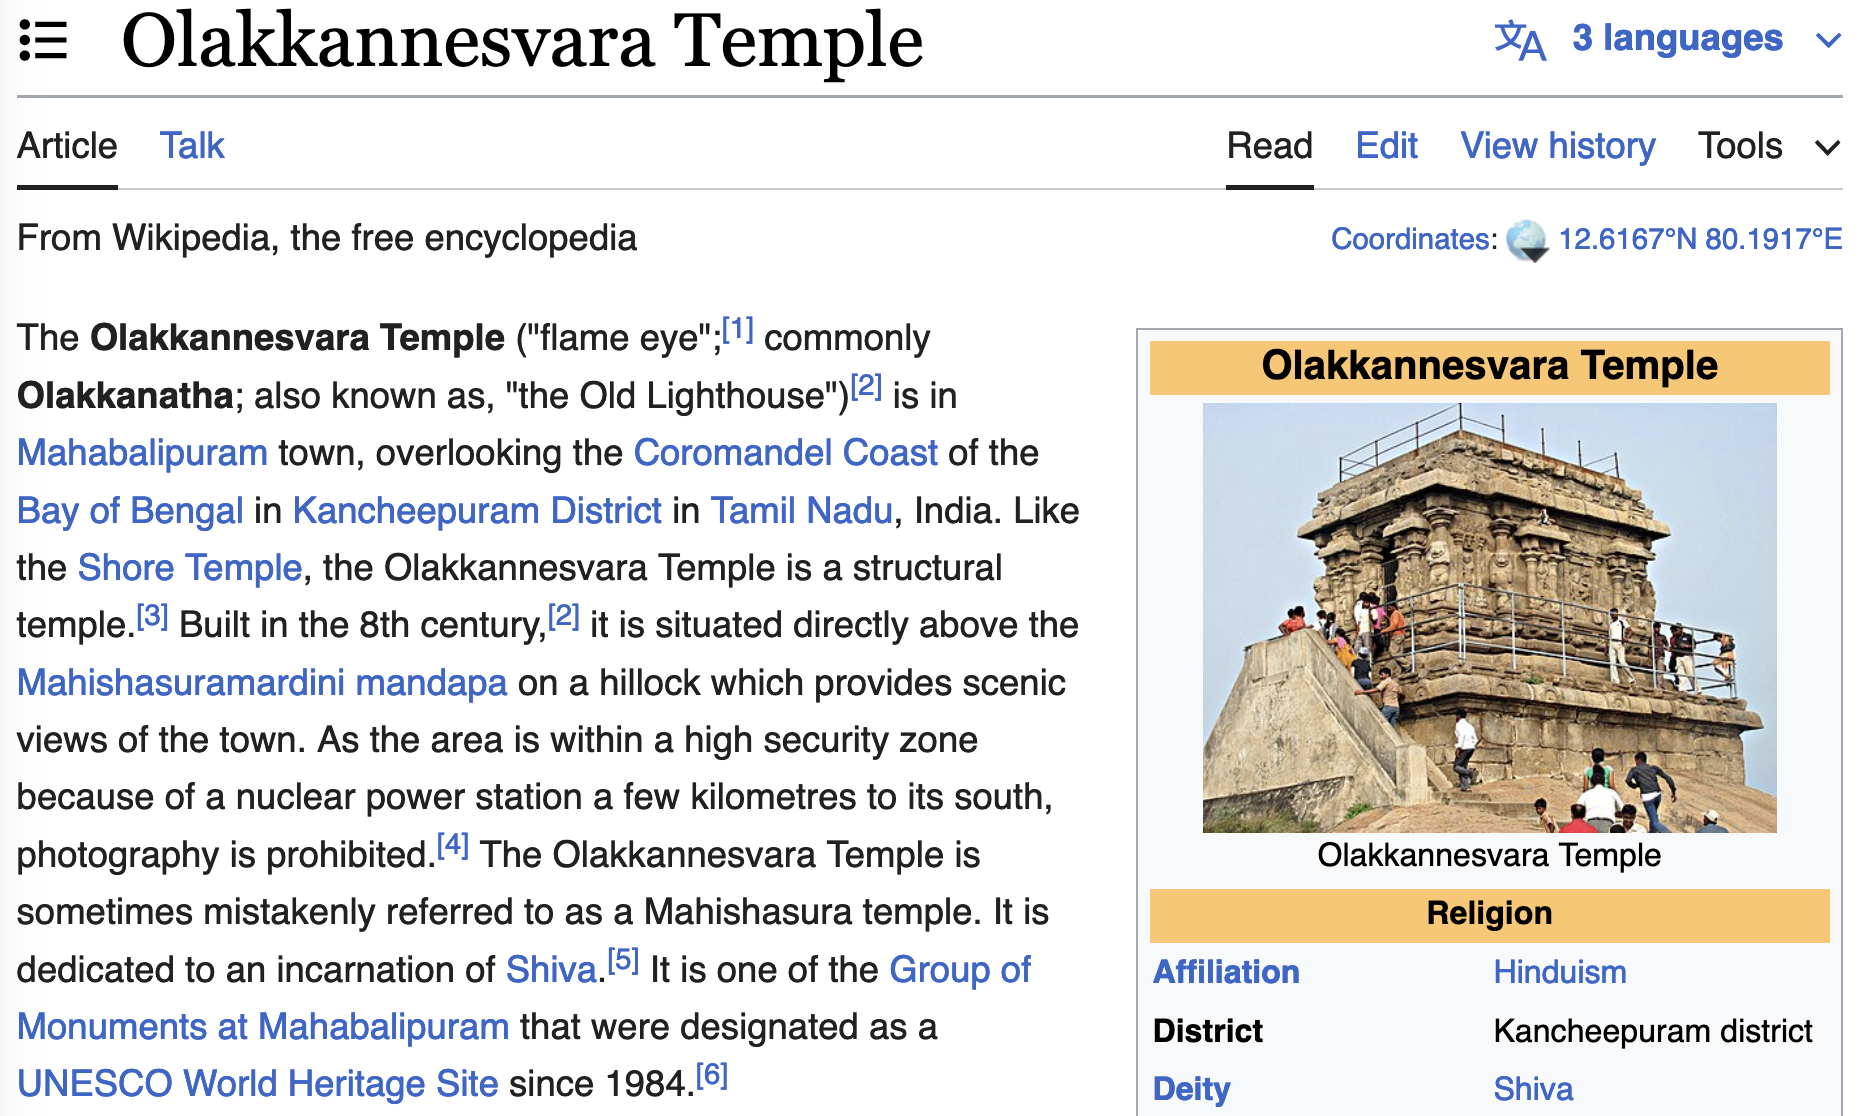 Olakkannesvara Temple
3 languages
Article Talk
Read Edit View history Tools
From Wikipedia, the free encyclopedia
Coordinates: 12.6167°N 80.1917°E
The Olakkannesvara Temple ("flame eye";[1] commonly
Olakkanatha; also known as, "the Old Lighthouse")[2] is in
Mahabalipuram town, overlooking the Coromandel Coast of the
Bay of Bengal in Kancheepuram District in Tamil Nadu, India. Like
the Shore Temple, the Olakkannesvara Temple is a structural
temple.[3] Built in the 8th century,[2] it is situated directly above the
Mahishasuramardini mandapa on a hillock which provides scenic
views of the town. As the area is within a high security zone
because of a nuclear power station a few kilometres to its south,
photography is prohibited.[4] The Olakkannesvara Temple is
sometimes mistakenly referred to as a Mahishasura temple. It is
dedicated to an incarnation of Shiva.[5] It is one of the Group of
Monuments at Mahabalipuram that were designated as a
UNESCO World Heritage Site since 1984.[6]
Olakkannesvara Temple
Olakkannesvara Temple
Religion
Affiliation Hinduism
District Kancheepuram district
Deity Shiva